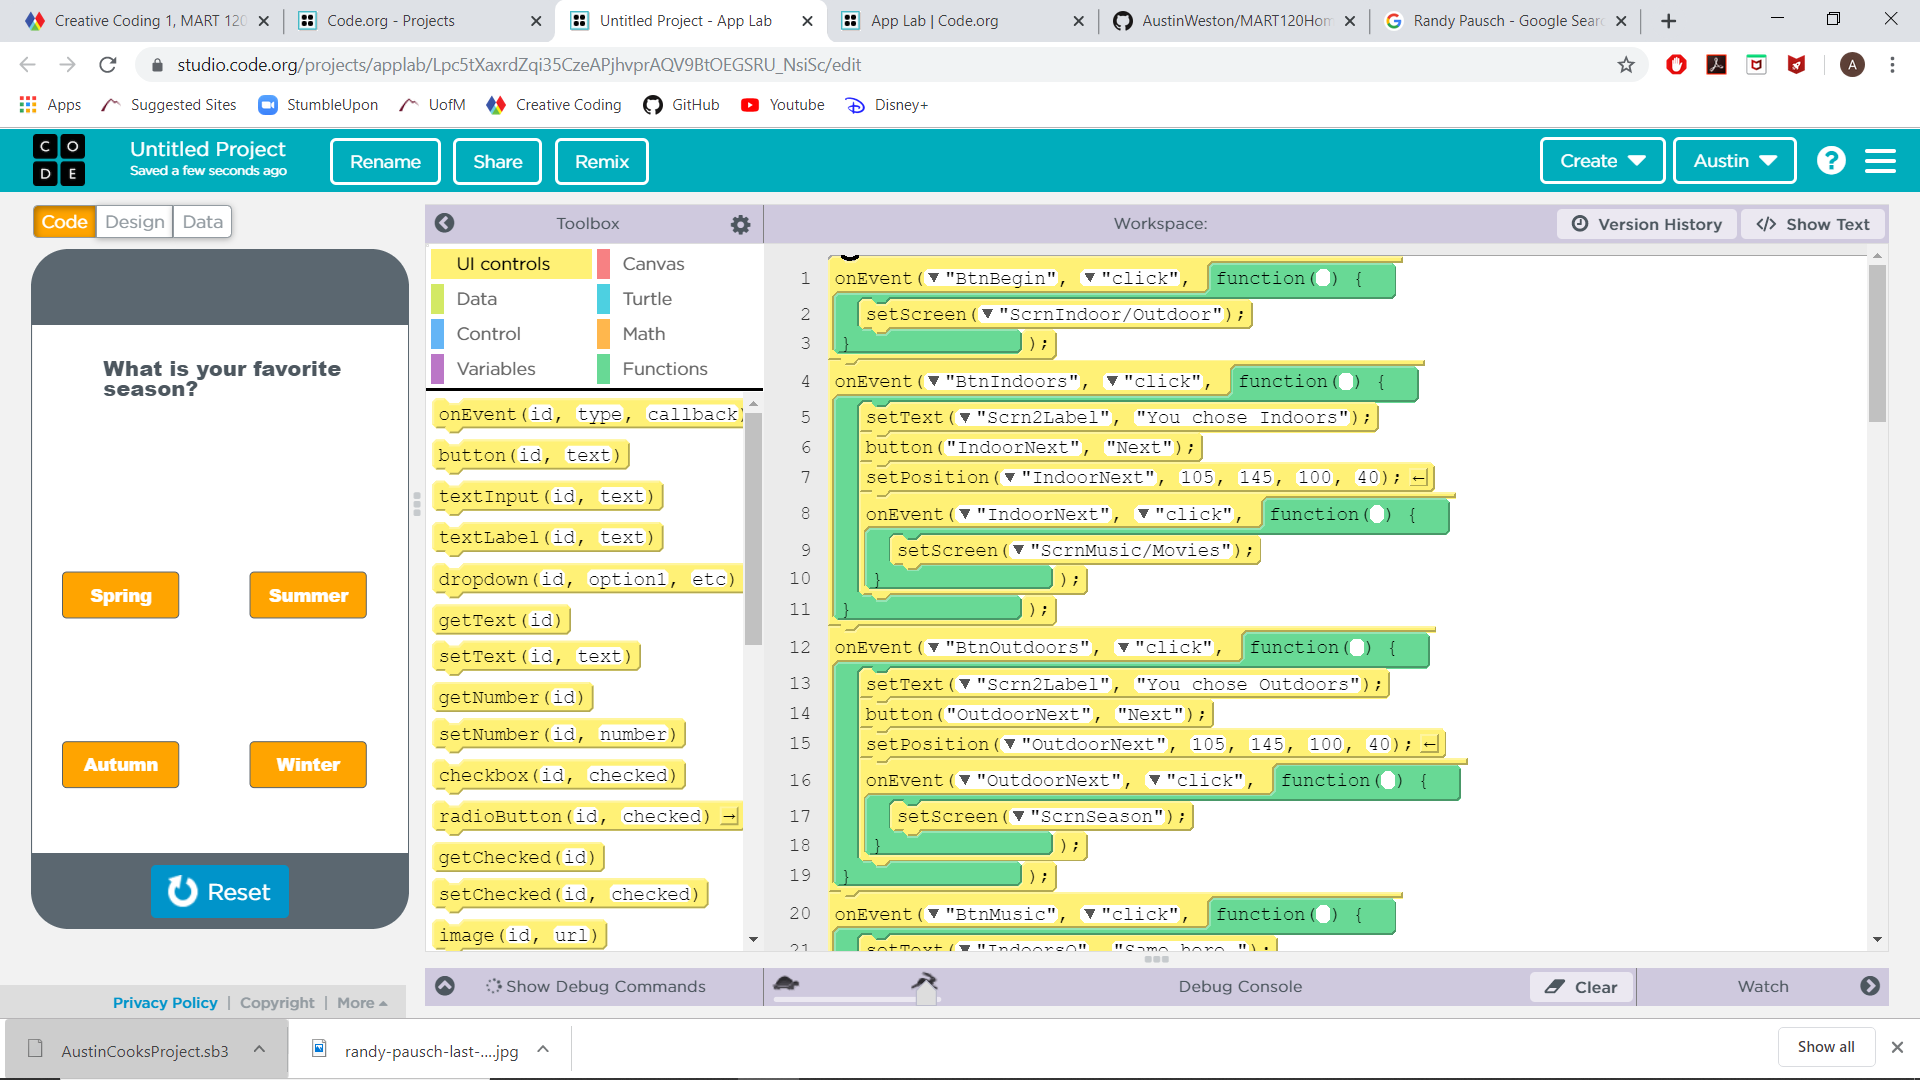 Creative Coding 1, MART 120
Code.org - Projects
Untitled Project - App Lab
App Lab | Code.org
AustinWeston/MART120Hom
Randy Pausch - Google Sear
studio.code.org/projects/applab/Lpc5tXaxrdZqi35CzeAPjhvprAQV9BtOEGSRU_NsiSc/edit
A
Apps
Suggested Sites
StumbleUpon
UofM
Creative Coding
GitHub
Youtube
Disney+
C O
D E
Untitled Project
Saved a few seconds ago
Rename
Share
Remix
Create
Austin
?
Code
Design
Data
Toolbox
Workspace:
Version History
</> Show Text
What is your favorite
season?
Spring
Summer
Autumn
Winter
Reset
UI controls
Canvas
Data
Turtle
Control
Math
Variables
Functions
onEvent(id, type, callback)
button(id, text)
textInput(id, text)
textLabel(id, text)
dropdown(id, option1, etc)
getText(id)
setText(id, text)
getNumber(id)
setNumber(id, number)
checkbox(id, checked)
radioButton(id, checked) →
getChecked(id)
setChecked(id, checked)
image(id, url)
1 onEvent(▼"BtnBegin", ▼"click", function() {
2 setScreen(▼"ScrnIndoor/Outdoor");
3 } );
4 onEvent(▼"BtnIndoors", ▼"click", function() {
5 setText(▼"Scrn2Label", "You chose Indoors");
6 button("IndoorNext", "Next");
7 setPosition(▼"IndoorNext", 105, 145, 100, 40); ←
8 onEvent(▼"IndoorNext", ▼"click", function() {
9 setScreen(▼"ScrnMusic/Movies");
10 } );
11 } );
12 onEvent(▼"BtnOutdoors", ▼"click", function() {
13 setText(▼"Scrn2Label", "You chose Outdoors");
14 button("OutdoorNext", "Next");
15 setPosition(▼"OutdoorNext", 105, 145, 100, 40); ←
16 onEvent(▼"OutdoorNext", ▼"click", function() {
17 setScreen(▼"ScrnSeason");
18 } );
19 } );
20 onEvent(▼"BtnMusic", ▼"click", function() {
21 setText(▼"IndoorsQ", "Same here.");
Show Debug Commands
Debug Console
Clear
Watch
Privacy Policy | Copyright | More
AustinCooksProject.sb3
randy-pausch-last-....jpg
Show all